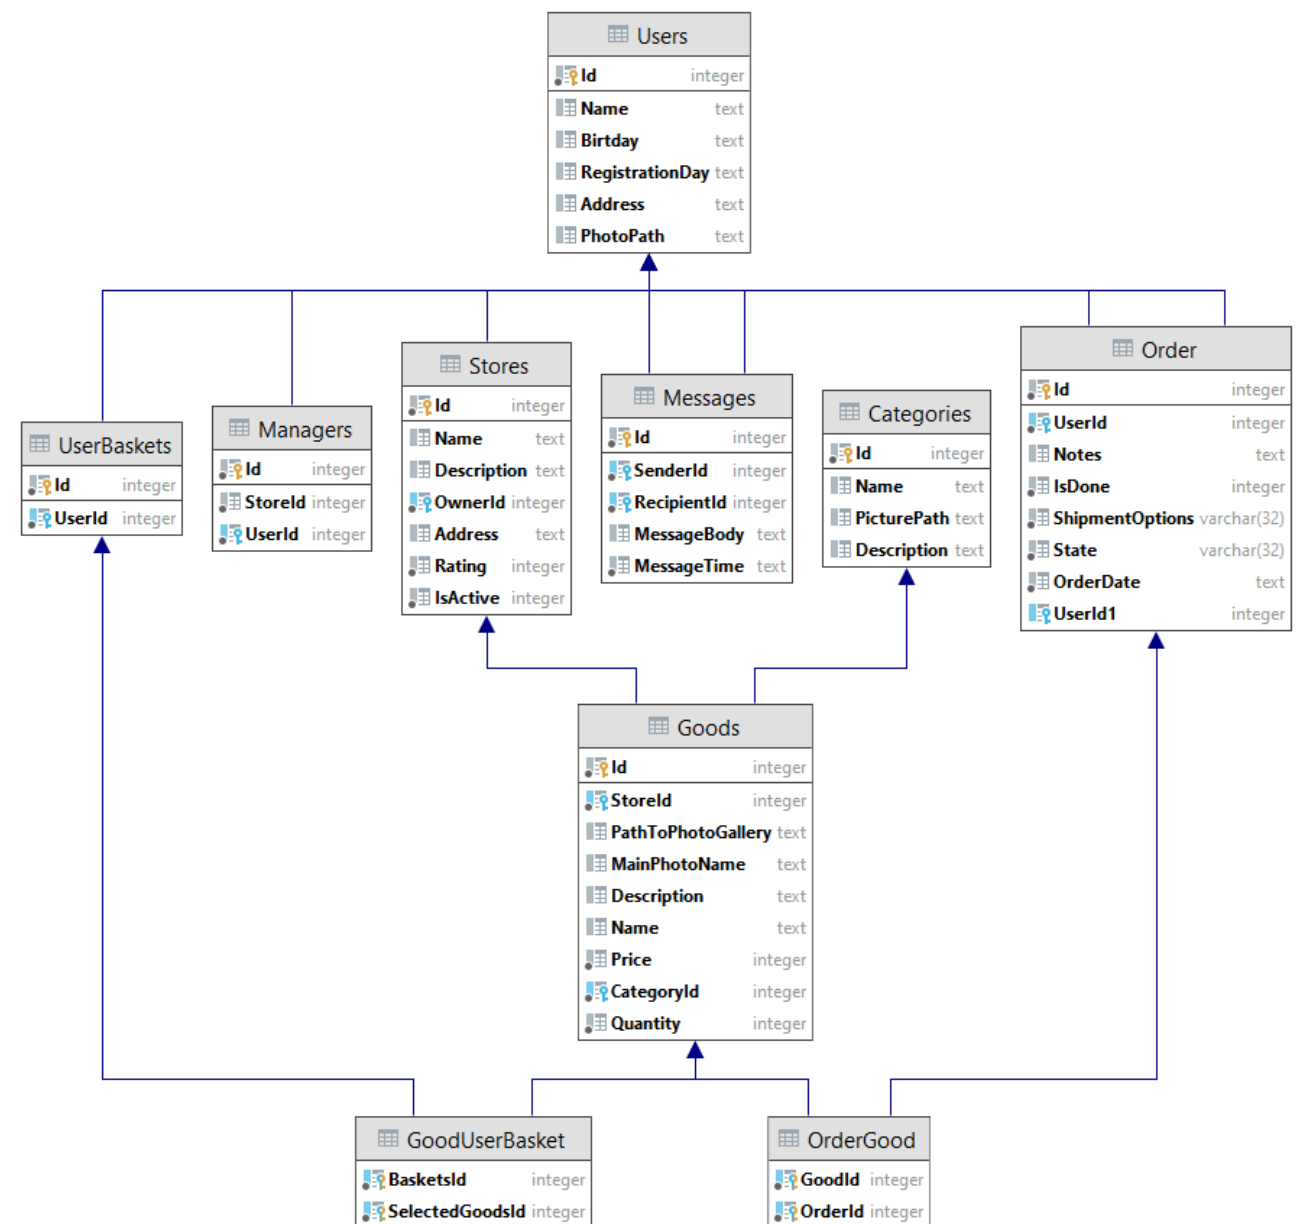 Users
Id integer
Name text
Birtday text
RegistrationDay text
Address text
PhotoPath text
UserBaskets
Id integer
UserId integer
Managers
Id integer
StoreId integer
UserId integer
Stores
Id integer
Name text
Description text
OwnerId integer
Address text
Rating integer
IsActive integer
Messages
Id integer
SenderId integer
RecipientId integer
MessageBody text
MessageTime text
Categories
Id integer
Name text
PicturePath text
Description text
Order
Id integer
UserId integer
Notes text
IsDone integer
ShipmentOptions varchar(32)
State varchar(32)
OrderDate text
UserId1 integer
Goods
Id integer
StoreId integer
PathToPhotoGallery text
MainPhotoName text
Description text
Name text
Price integer
CategoryId integer
Quantity integer
GoodUserBasket
BasketsId integer
SelectedGoodsId integer
OrderGood
GoodId integer
OrderId integer